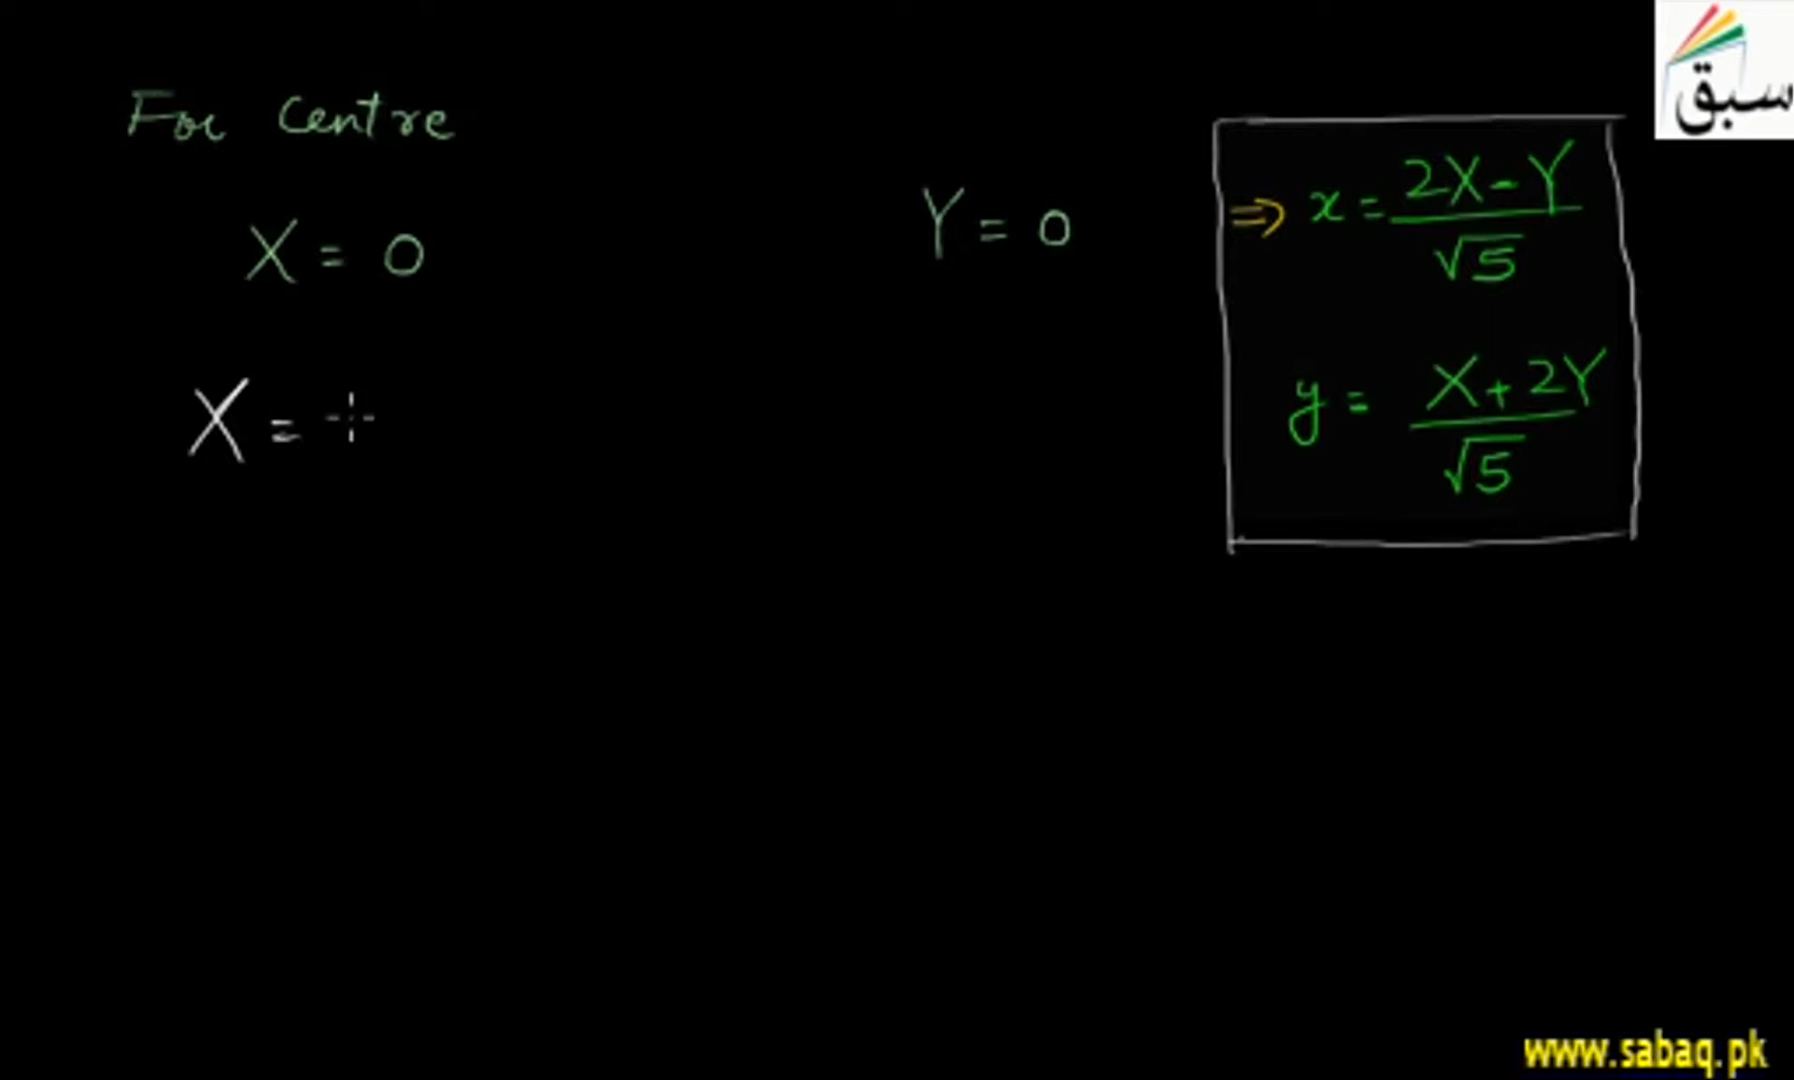 سبق
For Centre
X = 0
Y = 0
⇒ x = 2X - Y / √5
X =
y = X + 2Y / √5
www.sabaq.pk